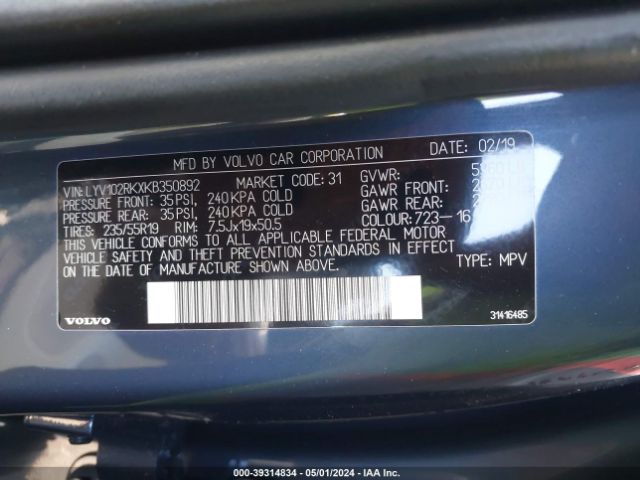 MFD BY VOLVO CAR CORPORATION DATE: 02/19
VIN: LYV102RKXKB350892 MARKET CODE: 31 GVWR:
PRESSURE FRONT: 35 PSI, 240 KPA COLD GAWR FRONT:
PRESSURE REAR: 35 PSI, 240 KPA COLD GAWR REAR:
TIRES: 235/55R19 RIM: 7,5Jx19x50.5 COLOUR: 723-16
THIS VEHICLE CONFORMS TO ALL APPLICABLE FEDERAL MOTOR
VEHICLE SAFETY AND THEFT PREVENTION STANDARDS IN EFFECT
ON THE DATE OF MANUFACTURE SHOWN ABOVE. TYPE: MPV
VOLVO 31416485
000-39314834 - 05/01/2024 - IAA Inc.